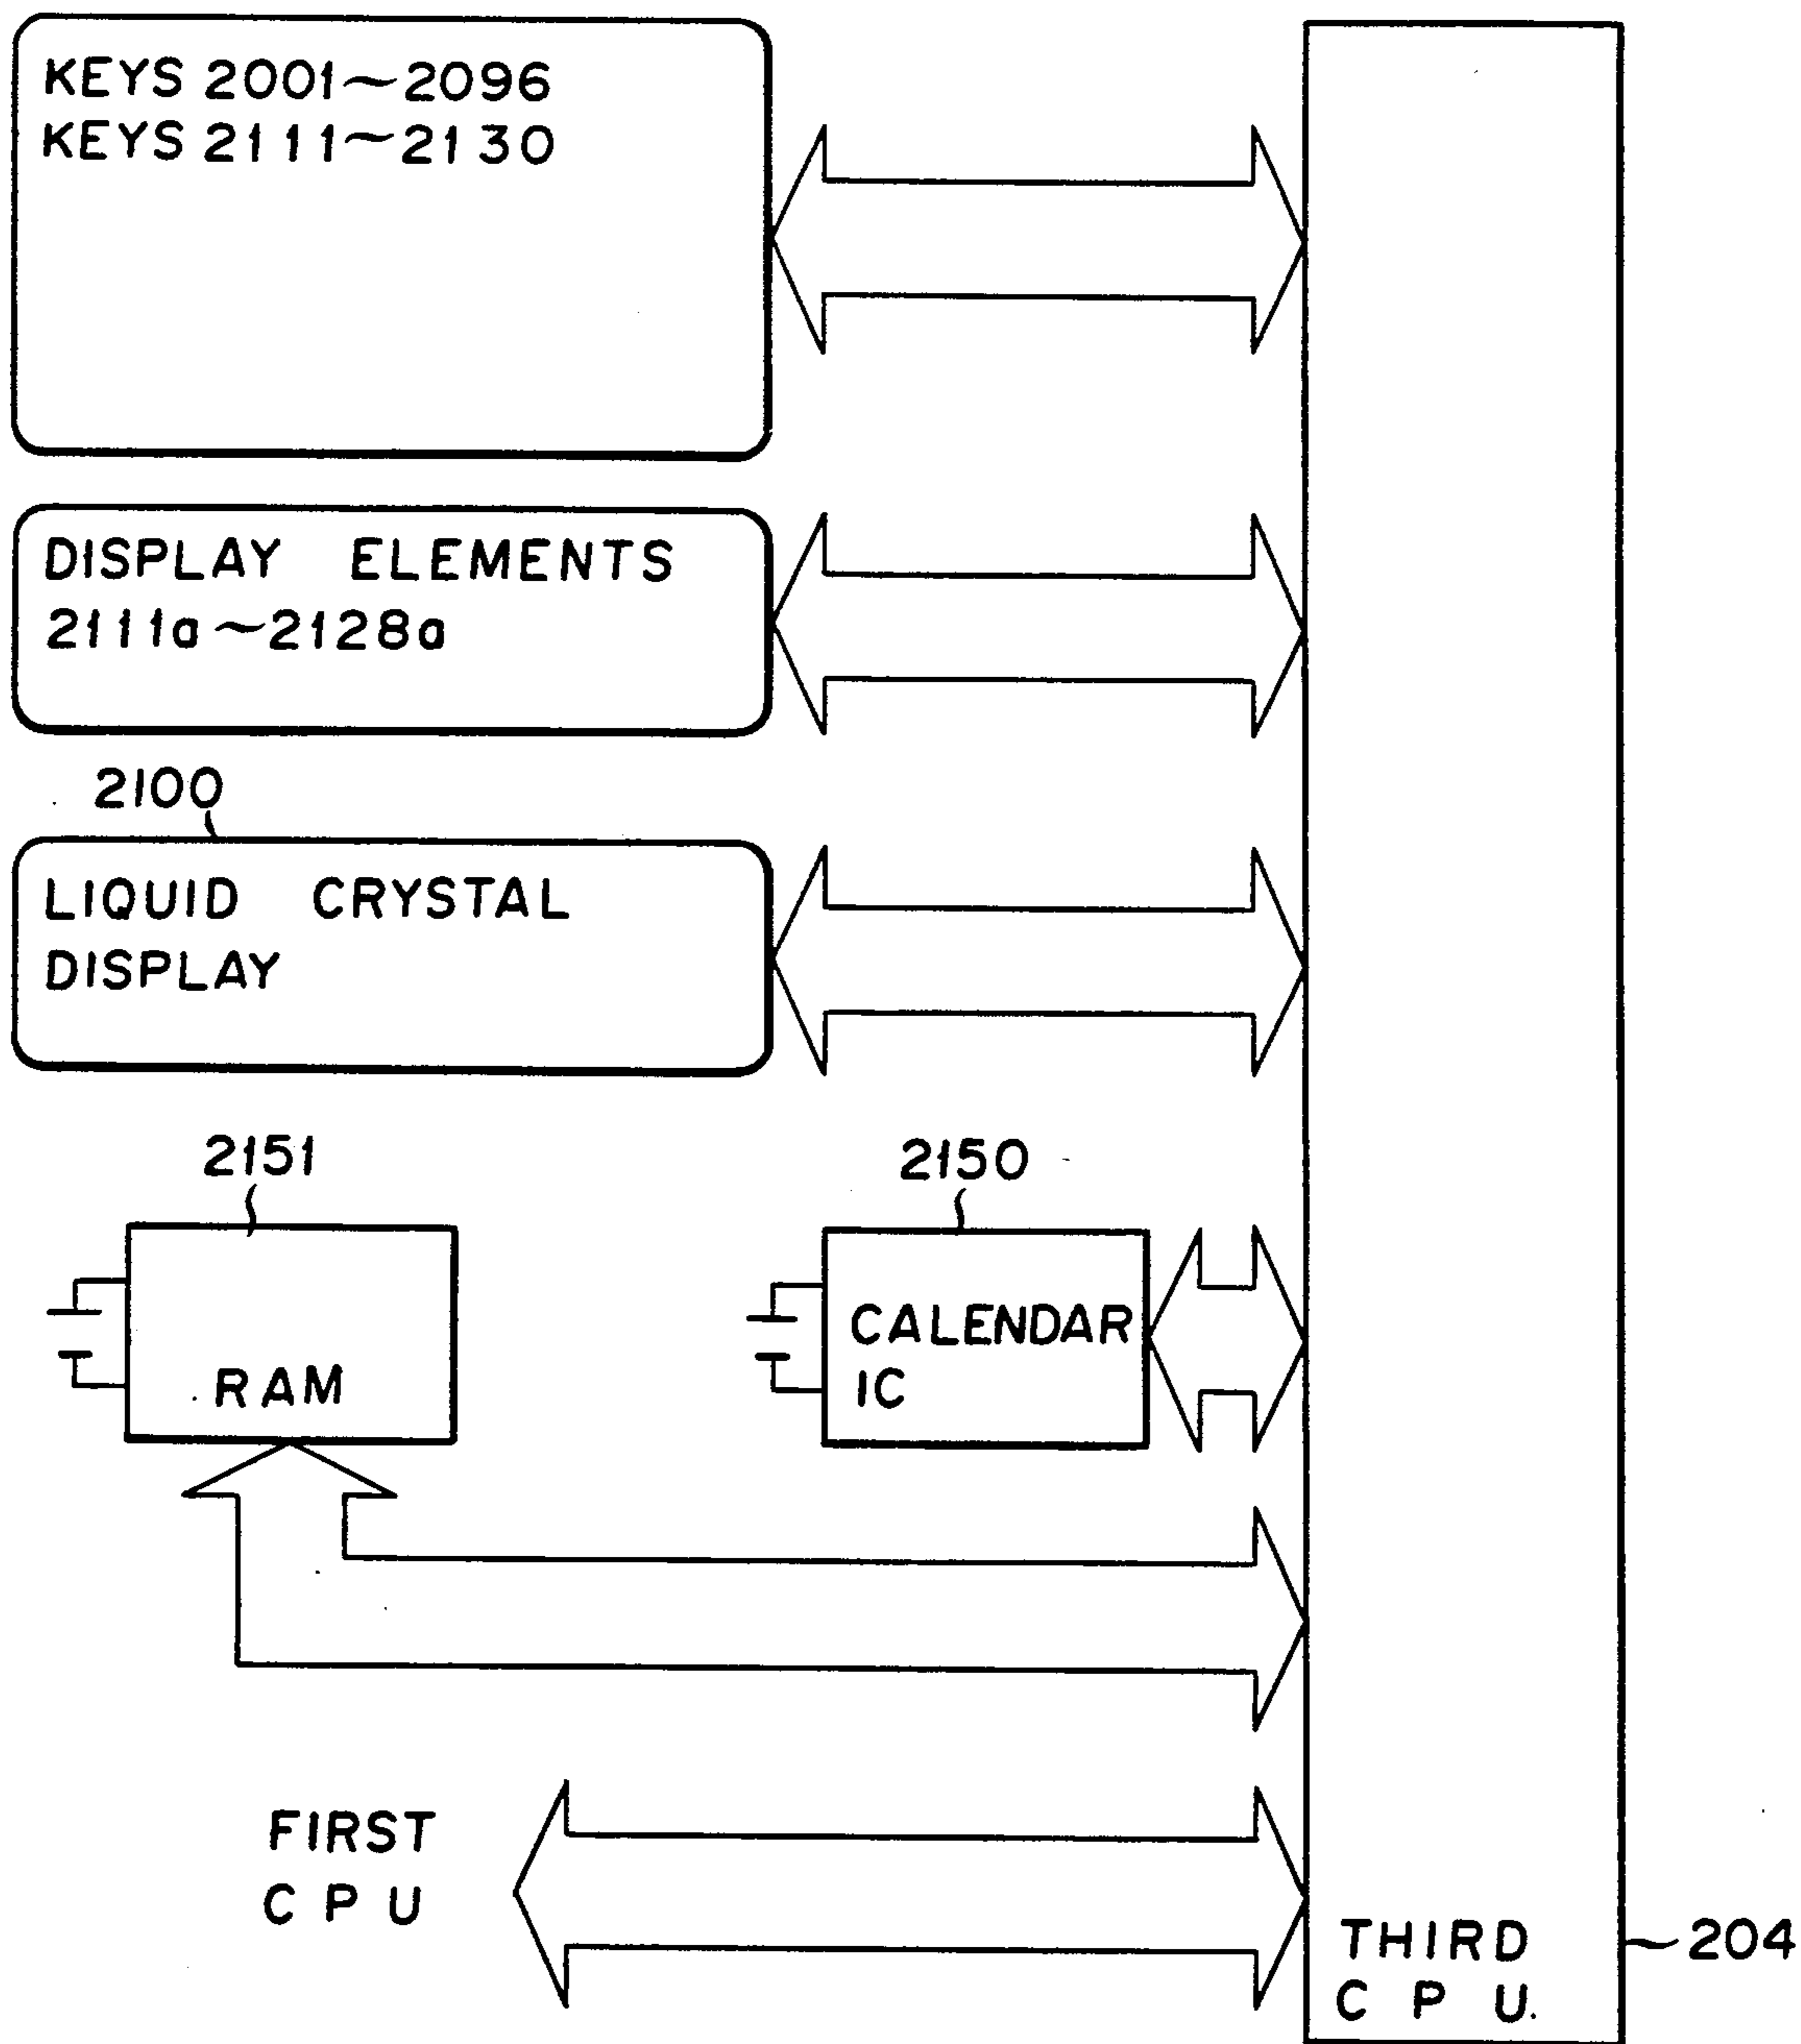 KEYS 2001~2096
KEYS 2111~2130
DISPLAY ELEMENTS
2111a~2128a
2100
LIQUID CRYSTAL
DISPLAY
2151
2150
RAM
CALENDAR
IC
FIRST
CPU
THIRD
CPU.
204